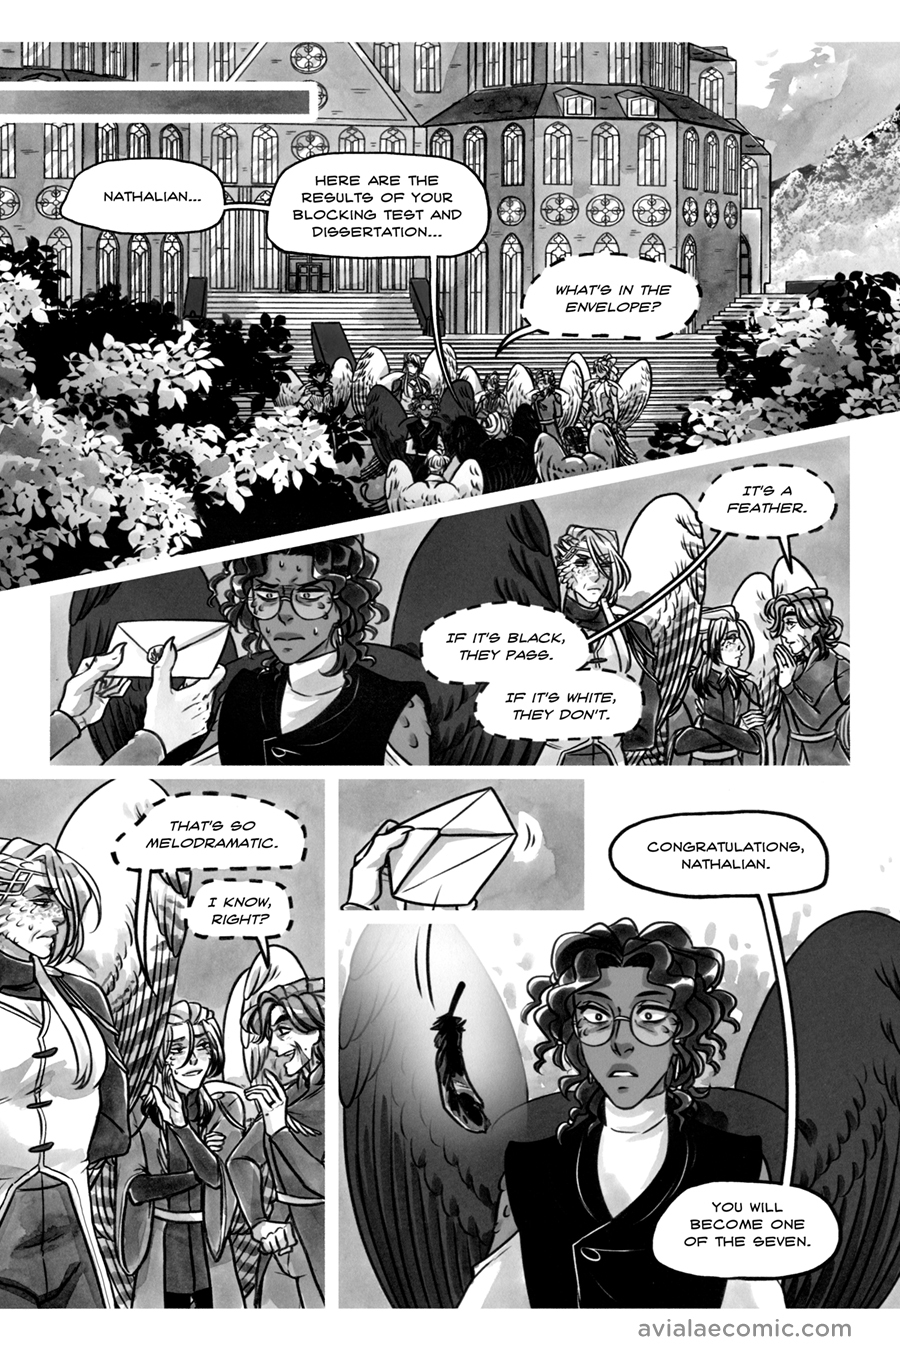 NATHALIAN...
HERE ARE THE
RESULTS OF YOUR
BLOCKING TEST AND
DISSERTATION...
WHAT'S IN THE
ENVELOPE?
IT'S A
FEATHER.
IF IT'S BLACK,
THEY PASS.
IF IT'S WHITE,
THEY DON'T.
THAT'S SO
MELODRAMATIC.
I KNOW,
RIGHT?
CONGRATULATIONS,
NATHALIAN.
YOU WILL
BECOME ONE
OF THE SEVEN.
avialaecomic.com